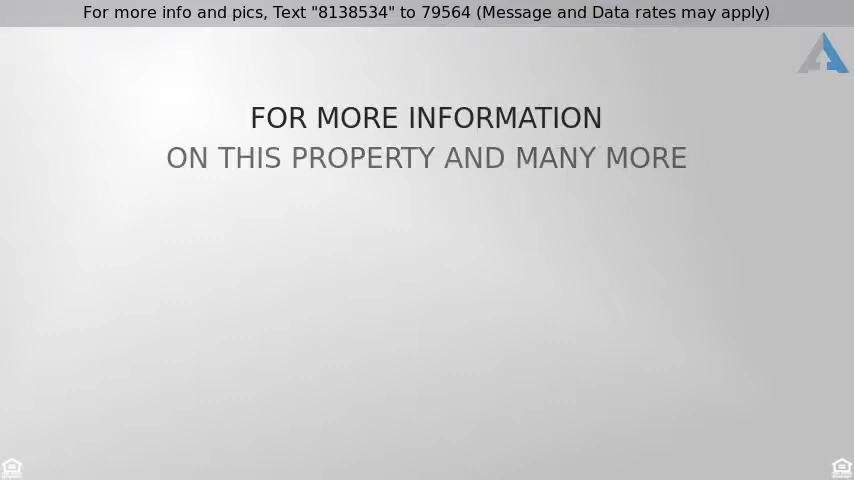 For more info and pics, Text "8138534" to 79564 (Message and Data rates may apply)
FOR MORE INFORMATION
ON THIS PROPERTY AND MANY MORE